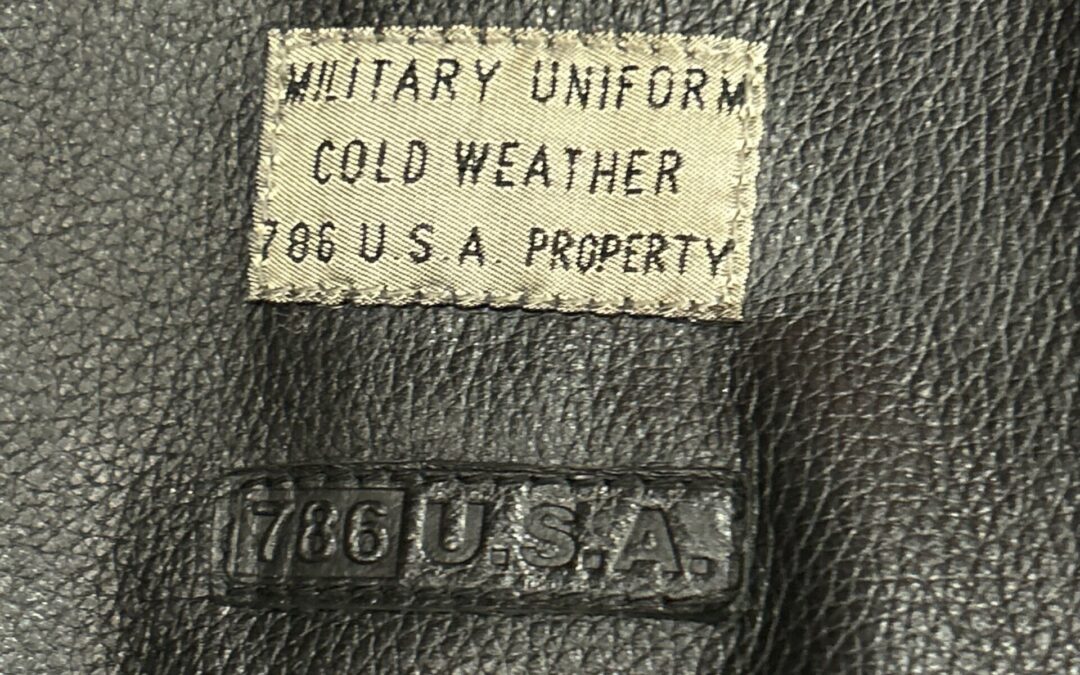 MILITARY UNIFORM
COLD WEATHER
786 U.S.A. PROPERTY
786 U.S.A.